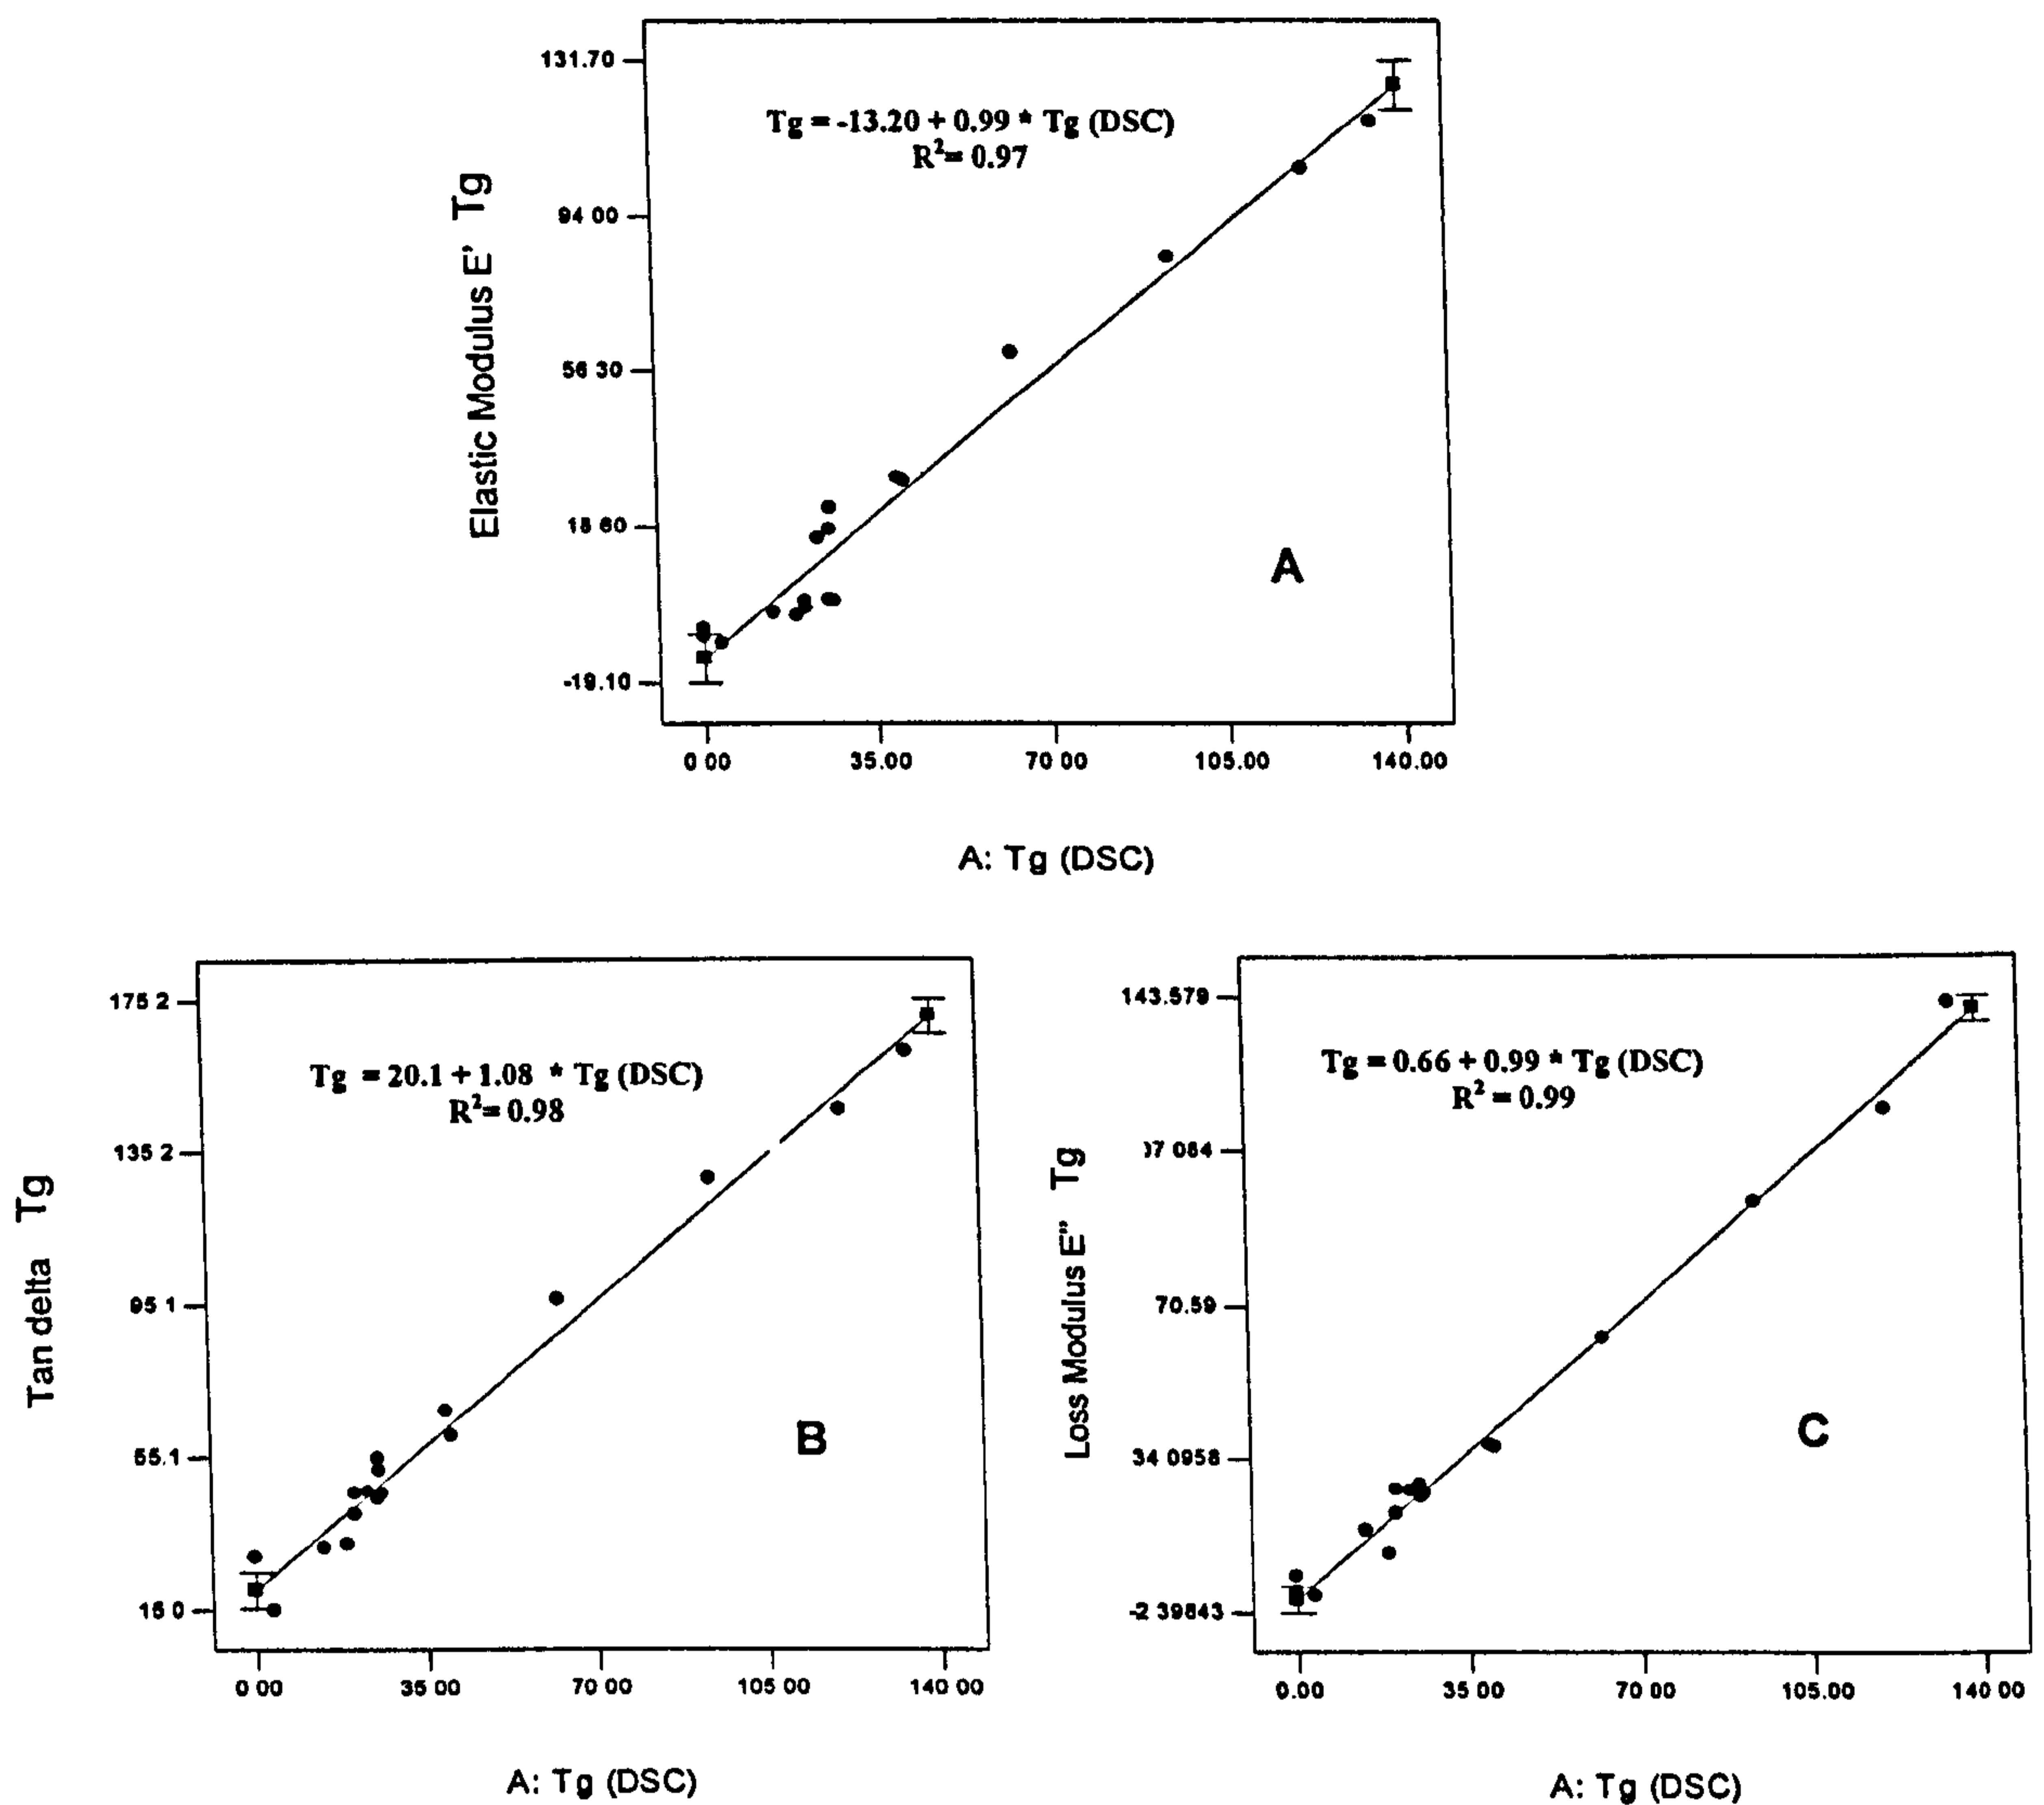 131.70
Tg = -13.20 + 0.99 * Tg (DSC)
R²= 0.97
94 00
Elastic Modulus E' Tg
56 30
18 60
A
-19.10
0 00 35.00 70 00 105.00 140.00
A: Tg (DSC)
175 2
Tg = 20.1 + 1.08 * Tg (DSC)
R²= 0.98
135 2
Tan delta Tg
95 1
B
55.1
15 0
0 00 35 00 70 00 105 00 140 00
A: Tg (DSC)
143.579
Tg = 0.66 + 0.99 * Tg (DSC)
R² = 0.99
07 084
Loss Modulus E" Tg
70.59
C
34 0958
-2 39843
0.00 35 00 70 00 105.00 140 00
A: Tg (DSC)